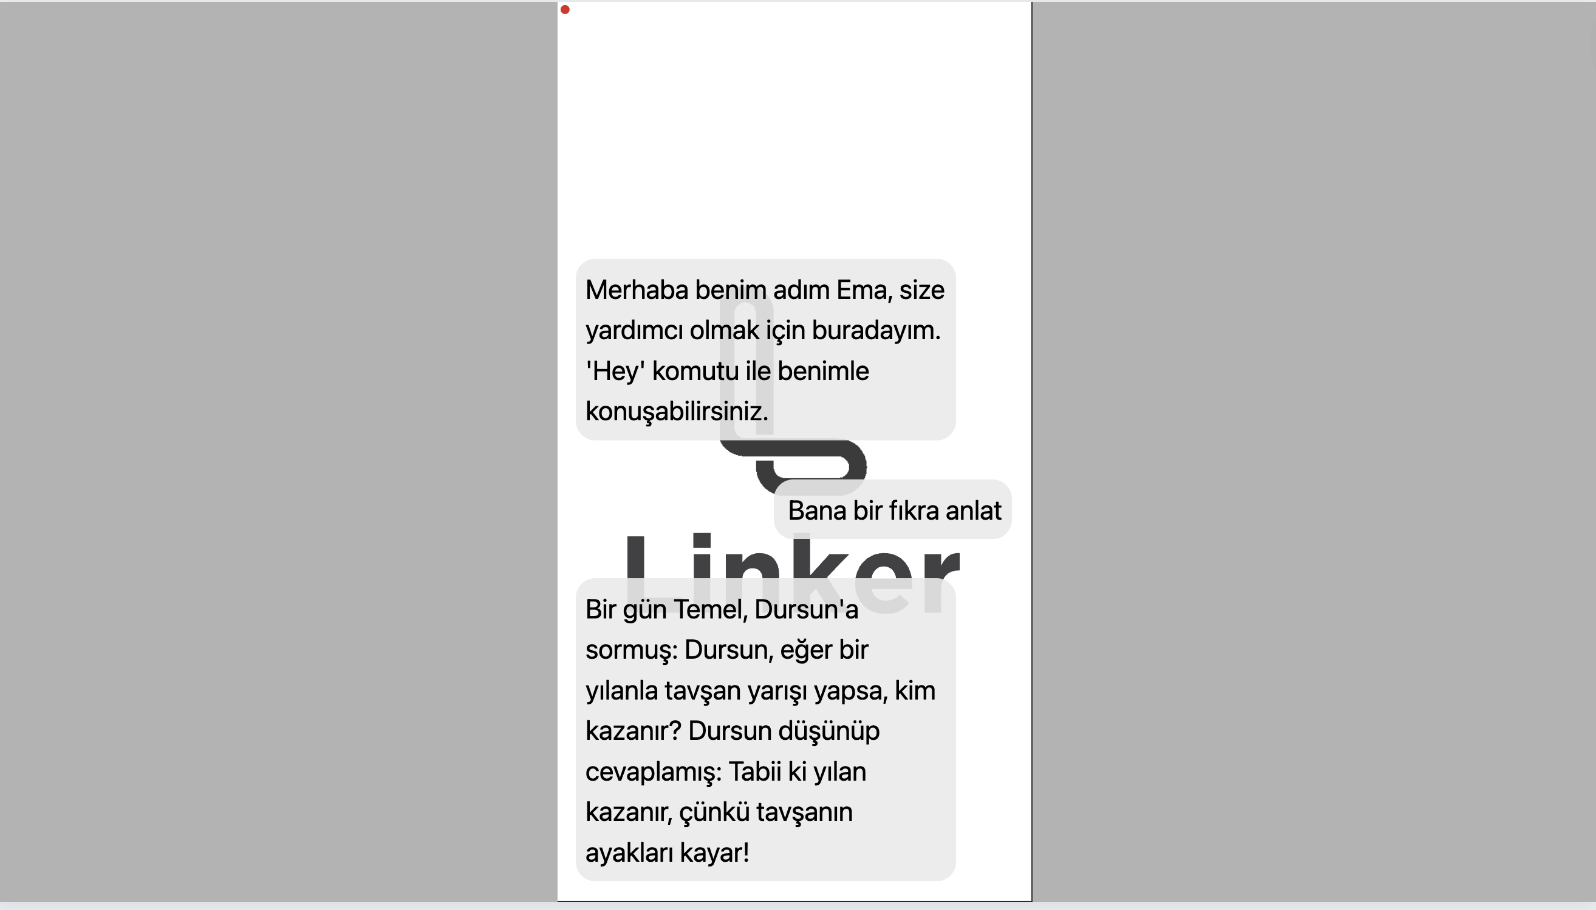 Merhaba benim adım Ema, size
yardımcı olmak için buradayım.
'Hey' komutu ile benimle
konuşabilirsiniz.
Bana bir fıkra anlat
Linker
Bir gün Temel, Dursun'a
sormuş: Dursun, eğer bir
yılanla tavşan yarışı yapsa, kim
kazanır? Dursun düşünüp
cevaplamış: Tabii ki yılan
kazanır, çünkü tavşanın
ayakları kayar!